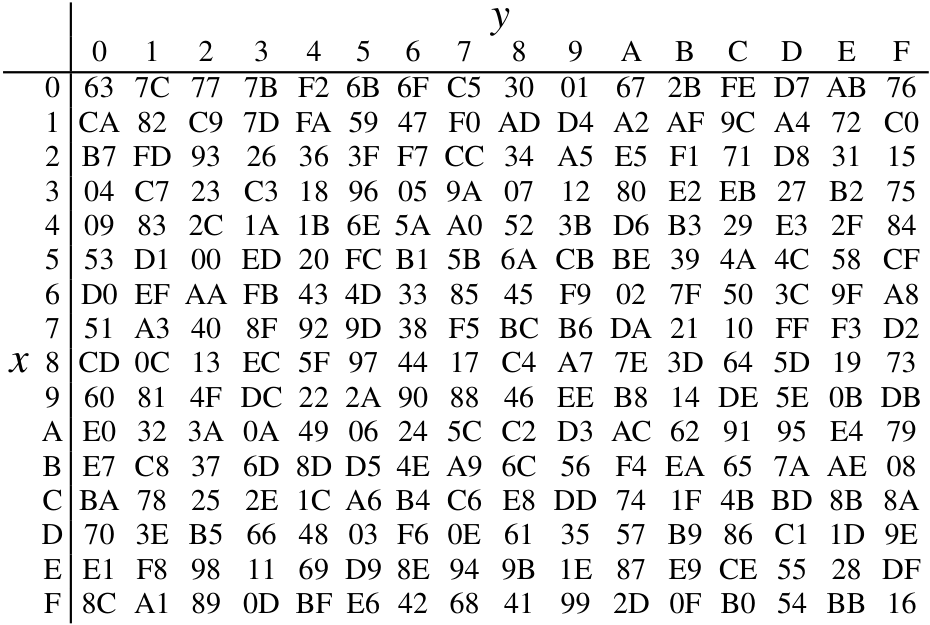 y
0 1 2 3 4 5 6 7 8 9 A B C D E F
0 63 7C 77 7B F2 6B 6F C5 30 01 67 2B FE D7 AB 76
1 CA 82 C9 7D FA 59 47 F0 AD D4 A2 AF 9C A4 72 C0
2 B7 FD 93 26 36 3F F7 CC 34 A5 E5 F1 71 D8 31 15
3 04 C7 23 C3 18 96 05 9A 07 12 80 E2 EB 27 B2 75
4 09 83 2C 1A 1B 6E 5A A0 52 3B D6 B3 29 E3 2F 84
5 53 D1 00 ED 20 FC B1 5B 6A CB BE 39 4A 4C 58 CF
6 D0 EF AA FB 43 4D 33 85 45 F9 02 7F 50 3C 9F A8
7 51 A3 40 8F 92 9D 38 F5 BC B6 DA 21 10 FF F3 D2
x 8 CD 0C 13 EC 5F 97 44 17 C4 A7 7E 3D 64 5D 19 73
9 60 81 4F DC 22 2A 90 88 46 EE B8 14 DE 5E 0B DB
A E0 32 3A 0A 49 06 24 5C C2 D3 AC 62 91 95 E4 79
B E7 C8 37 6D 8D D5 4E A9 6C 56 F4 EA 65 7A AE 08
C BA 78 25 2E 1C A6 B4 C6 E8 DD 74 1F 4B BD 8B 8A
D 70 3E B5 66 48 03 F6 0E 61 35 57 B9 86 C1 1D 9E
E E1 F8 98 11 69 D9 8E 94 9B 1E 87 E9 CE 55 28 DF
F 8C A1 89 0D BF E6 42 68 41 99 2D 0F B0 54 BB 16